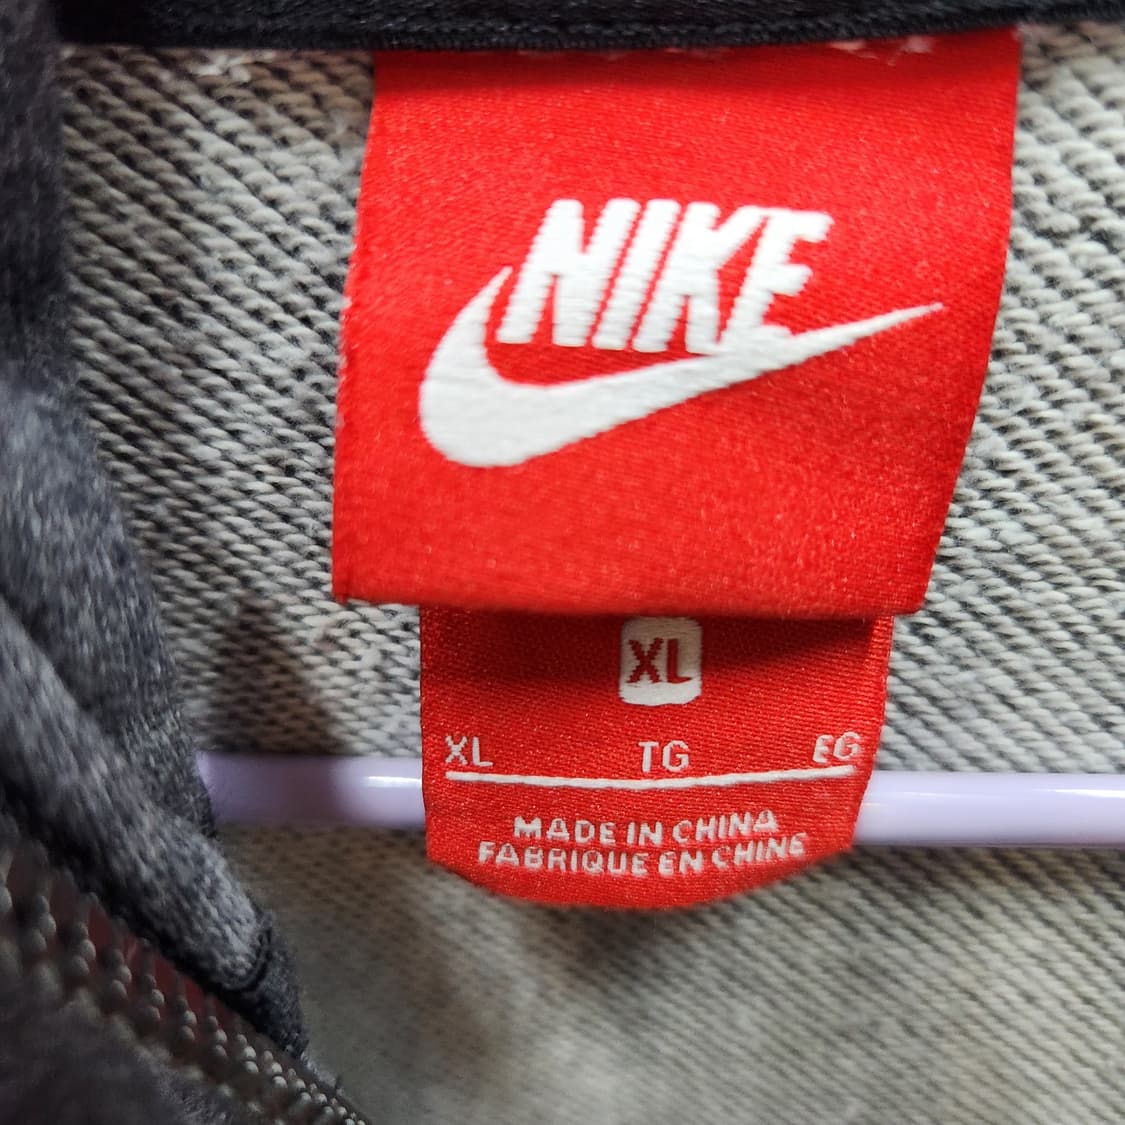 NIKE
XL
XL TG EG
MADE IN CHINA
FABRIQUE EN CHINE